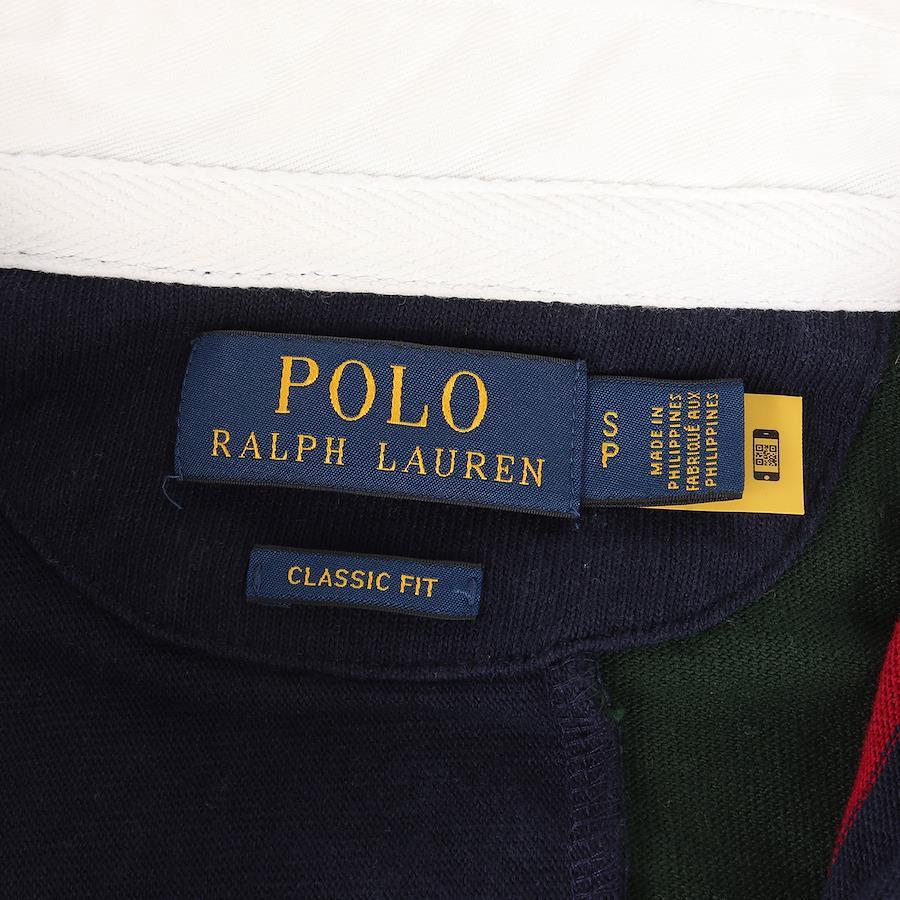 POLO
RALPH LAUREN
S
P
MADE IN
PHILIPPINES
FABRIQUÉ AUX
PHILIPPINES
CLASSIC FIT